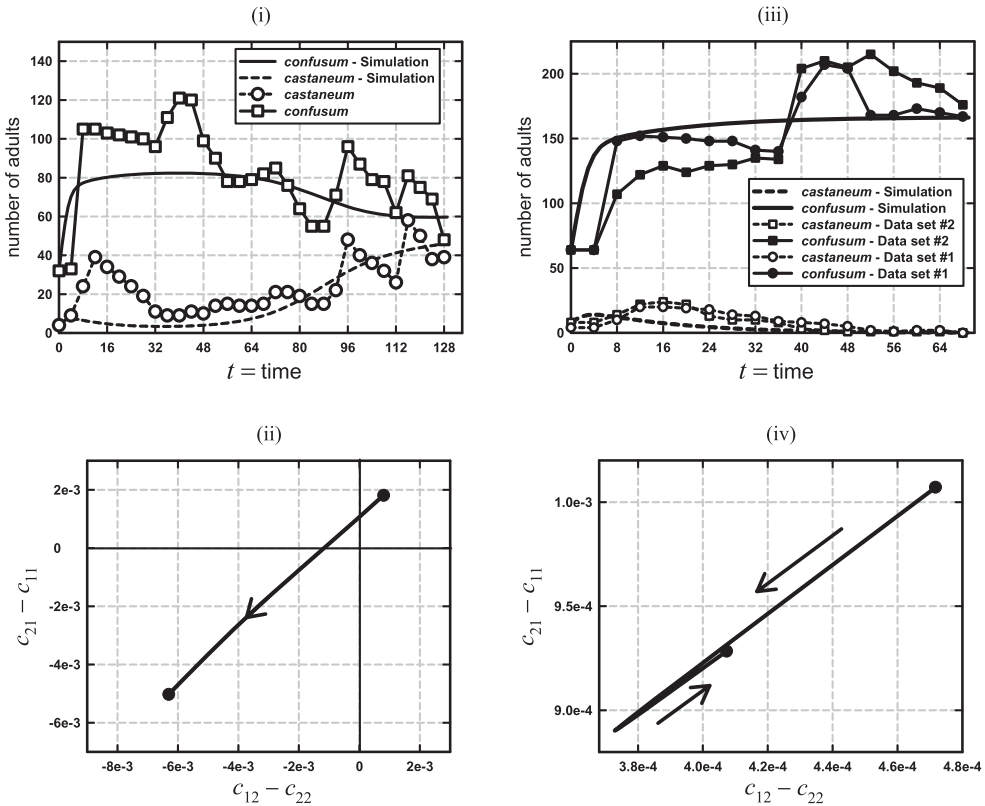 (i)
number of adults
140
120
100
80
60
40
20
0
confusum - Simulation
castaneum - Simulation
castaneum
confusum
0 16 32 48 64 80 96 112 128
t = time
(iii)
number of adults
200
150
100
50
0
castaneum - Simulation
confusum - Simulation
castaneum - Data set #2
confusum - Data set #2
castaneum - Data set #1
confusum - Data set #1
0 8 16 24 32 40 48 56 64
t = time
(ii)
c21 − c11
2e-3
0
-2e-3
-4e-3
-6e-3
-8e-3 -6e-3 -4e-3 -2e-3 0 2e-3
c12 − c22
(iv)
c21 − c11
1.0e-3
9.5e-4
9.0e-4
3.8e-4 4.0e-4 4.2e-4 4.4e-4 4.6e-4 4.8e-4
c12 − c22